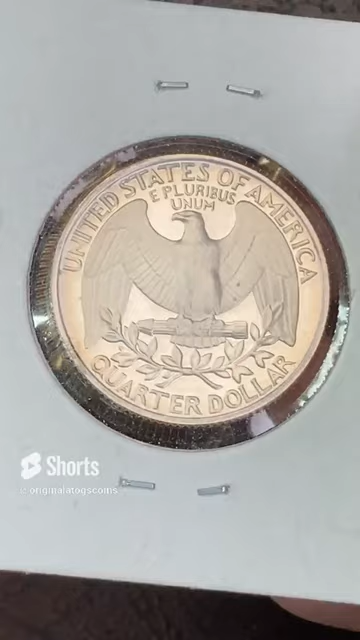 UNITED STATES OF AMERICA
E PLURIBUS
UNUM
QUARTER DOLLAR
Shorts